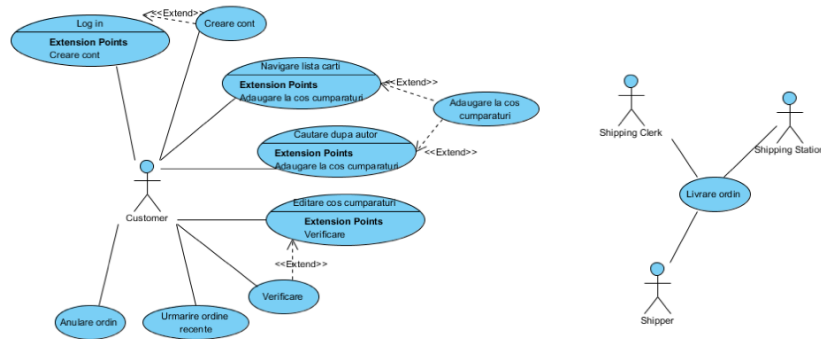 Log in
Extension Points
Creare cont
<<Extend>>
Creare cont
Navigare lista carti
Extension Points
Adaugare la cos cumparaturi
<<Extend>>
Adaugare la cos
cumparaturi
Cautare dupa autor
Extension Points
Adaugare la cos cumparaturi
<<Extend>>
Customer
Editare cos cumparaturi
Extension Points
Verificare
<<Extend>>
Verificare
Anulare ordin
Urmarire ordine
recente
Shipping Clerk
Shipping Station
Livrare ordin
Shipper